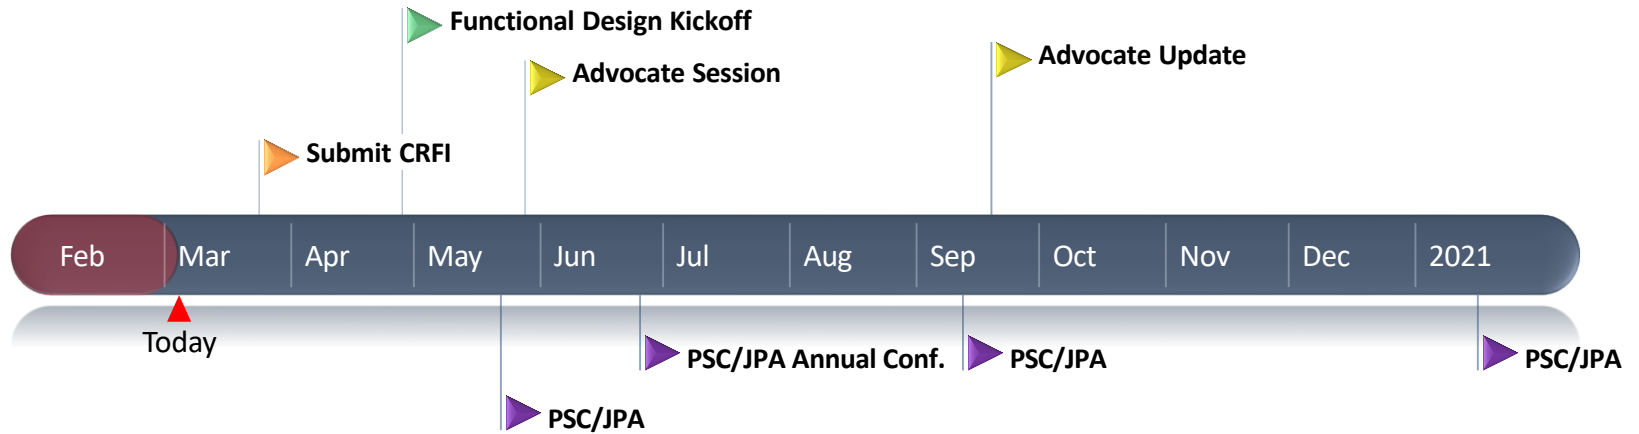 Functional Design Kickoff
Advocate Session
Advocate Update
Submit CRFI
Feb Mar Apr May Jun Jul Aug Sep Oct Nov Dec 2021
Today
PSC/JPA Annual Conf.
PSC/JPA
PSC/JPA
PSC/JPA